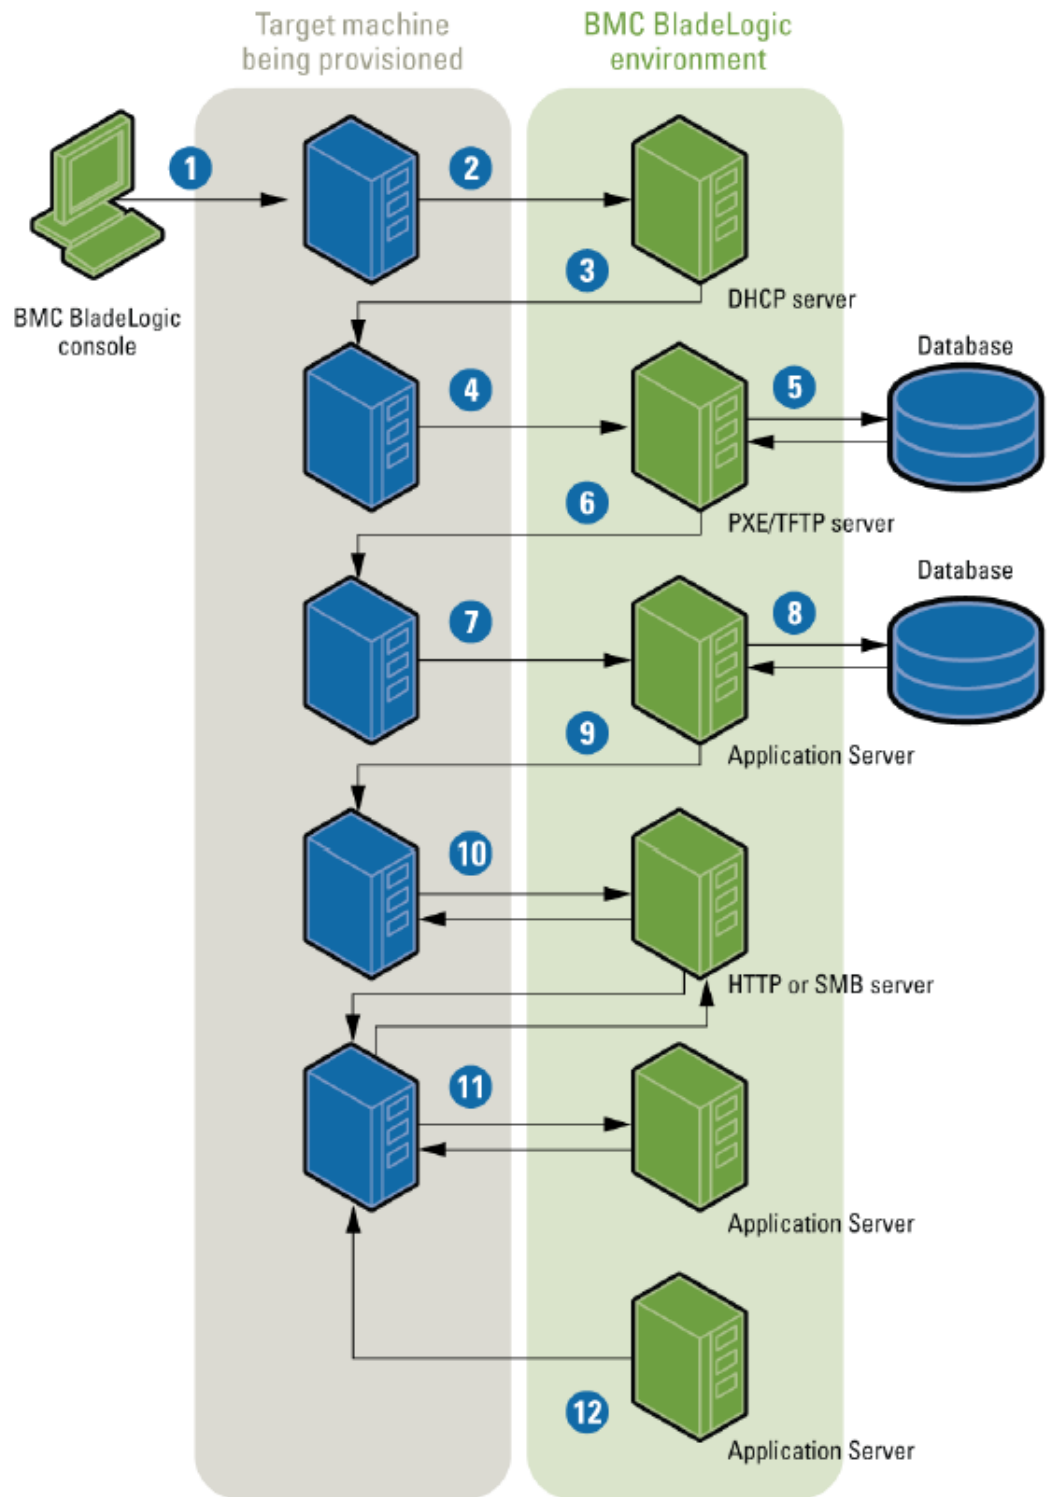 Target machine
being provisioned
BMC BladeLogic
environment
1
2
3
BMC BladeLogic
console
DHCP server
4
5
Database
6
PXE/TFTP server
7
8
Database
9
Application Server
10
HTTP or SMB server
11
Application Server
12
Application Server